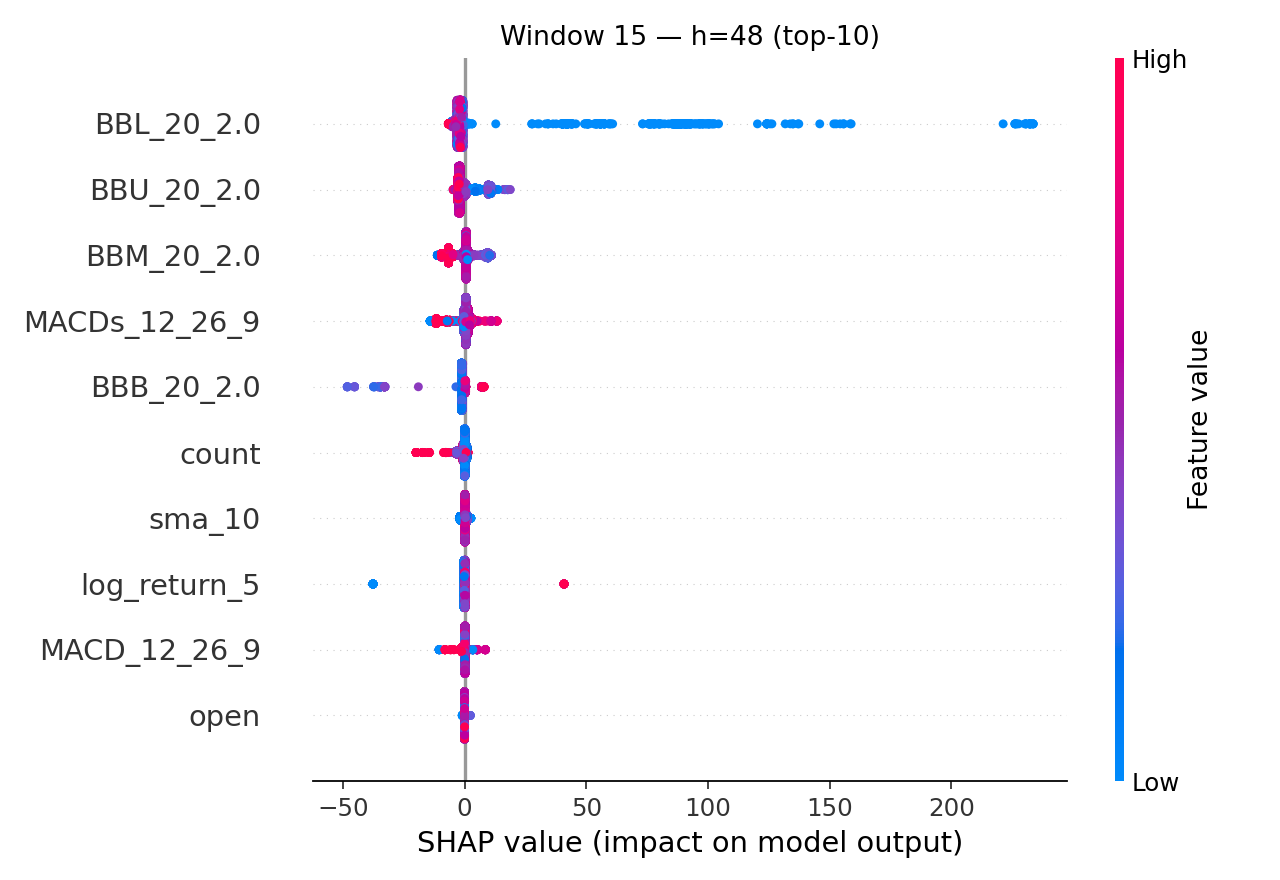 Window 15 — h=48 (top-10)
High
BBL_20_2.0
BBU_20_2.0
BBM_20_2.0
MACDs_12_26_9
BBB_20_2.0
count
sma_10
log_return_5
MACD_12_26_9
open
Feature value
Low
−50 0 50 100 150 200
SHAP value (impact on model output)